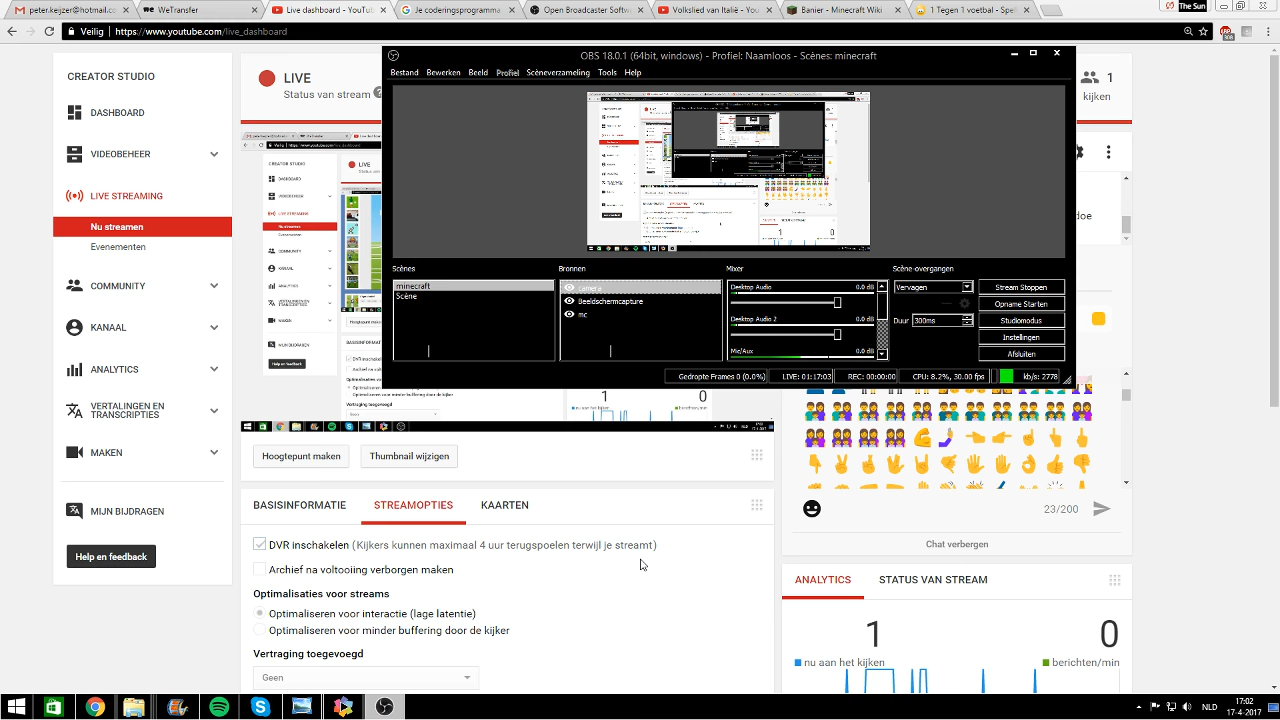 peter.keijzer@hotmail.co
WeTransfer
Live dashboard - YouTub
Je coderingsprogramma
Open Broadcaster Softwa
Volkslied van Italië - You
Banier - Minecraft Wiki
1 Tegen 1 voetbal - Spel
The Sun
Veilig
https://www.youtube.com/live_dashboard
CREATOR STUDIO
DASHBOARD
VIDEOBEHEER
LIVE STREAMING
Nu streamen
Evenementen
COMMUNITY
KANAAL
ANALYTICS
VERTALINGEN EN
TRANSCRIPTIES
MAKEN
MIJN BIJDRAGEN
Help en feedback
LIVE
Status van stream
OBS 18.0.1 (64bit, windows) - Profiel: Naamloos - Scènes: minecraft
Bestand Bewerken Beeld Profiel Scèneverzameling Tools Help
Scènes
minecraft
Scène
Bronnen
camera
Beeldschermcapture
mc
Mixer
Desktop Audio 0.0 dB
Desktop Audio 2 0.0 dB
Mic/Aux 0.0 dB
Scène-overgangen
Vervagen
Duur 300ms
Stream Stoppen
Opname Starten
Studiomodus
Instellingen
Afsluiten
Gedropte Frames 0 (0.0%)
LIVE: 01:17:03
REC: 00:00:00
CPU: 8.2%, 30.00 fps
kb/s: 2778
1
kijken
doe
1
0
Hoogtepunt maken
Thumbnail wijzigen
BASISINFORMATIE
STREAMOPTIES
KAARTEN
DVR inschakelen (Kijkers kunnen maximaal 4 uur terugspoelen terwijl je streamt)
Archief na voltooiing verborgen maken
Optimalisaties voor streams
Optimaliseren voor interactie (lage latentie)
Optimaliseren voor minder buffering door de kijker
Vertraging toegevoegd
Geen
23/200
Chat verbergen
ANALYTICS
STATUS VAN STREAM
1
0
nu aan het kijken
berichten/min
NLD
17:02
17-4-2017